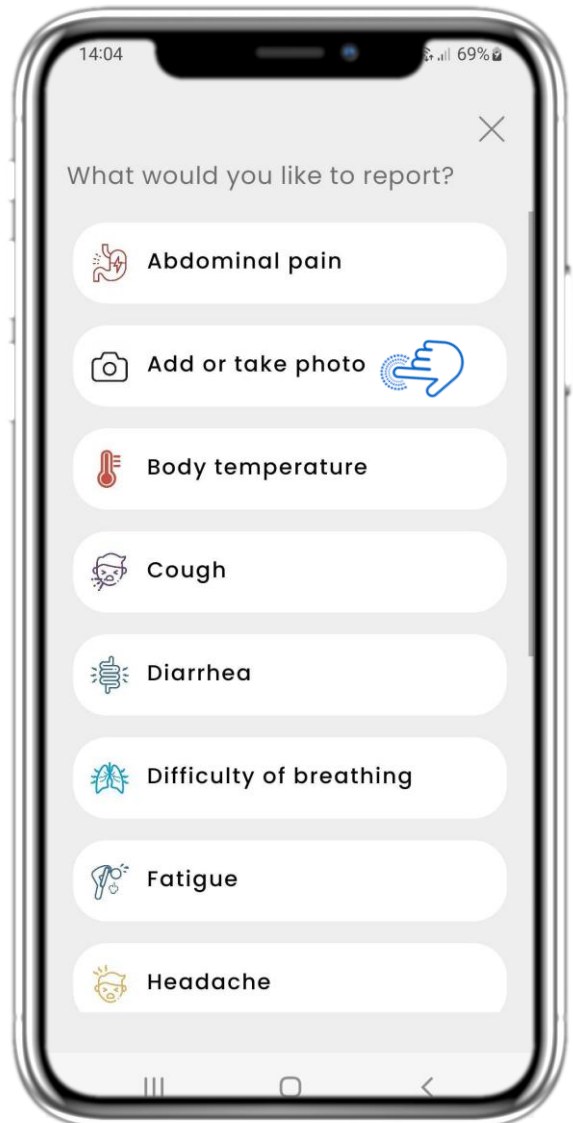 14:04
69%
What would you like to report?
Abdominal pain
Add or take photo
Body temperature
Cough
Diarrhea
Difficulty of breathing
Fatigue
Headache